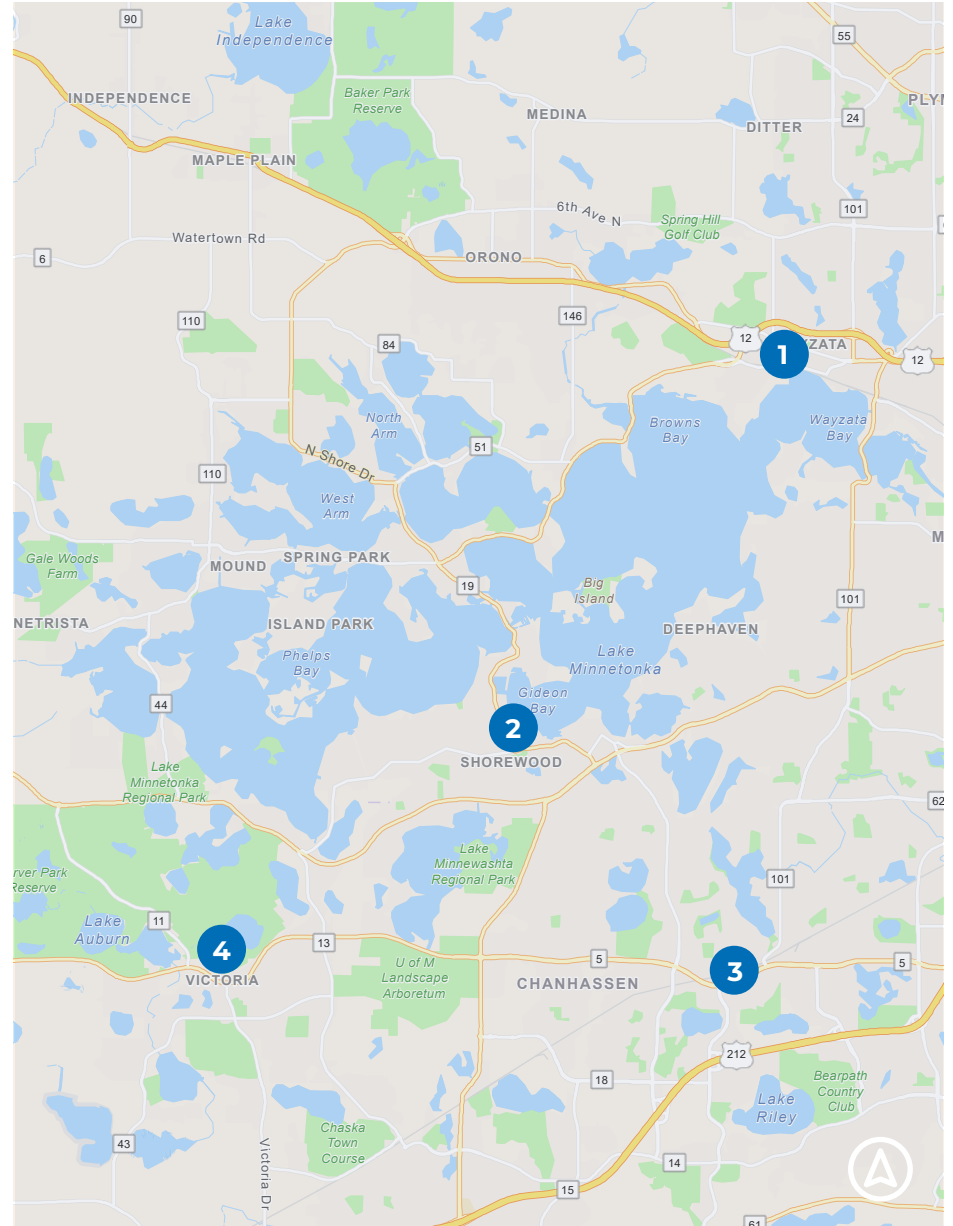 90
Lake
Independence
55
INDEPENDENCE
Baker Park
Reserve
PLYM
MEDINA
24
DITTER
MAPLE PLAIN
101
6th Ave N
Spring Hill
Golf Club
Watertown Rd
6
ORONO
110
146
84
12
1
YZATA
12
North
Arm
Browns
Bay
Wayzata
Bay
51
N Shore Dr
110
West
Arm
M
Gale Woods
Farm
SPRING PARK
MOUND
19
Big
Island
101
NETRISTA
ISLAND PARK
DEEPHAVEN
Phelps
Bay
Lake
Minnetonka
Gideon
Bay
44
2
SHOREWOOD
Lake
Minnetonka
Regional Park
62
Lake
Minnewashta
Regional Park
rver Park
Reserve
101
11
Lake
Auburn
13
4
5
5
3
U of M
Landscape
Arboretum
VICTORIA
CHANHASSEN
212
18
Bearpath
Country
Club
Lake
Riley
Chaska
Town
Course
43
Victoria Dr
14
15
61